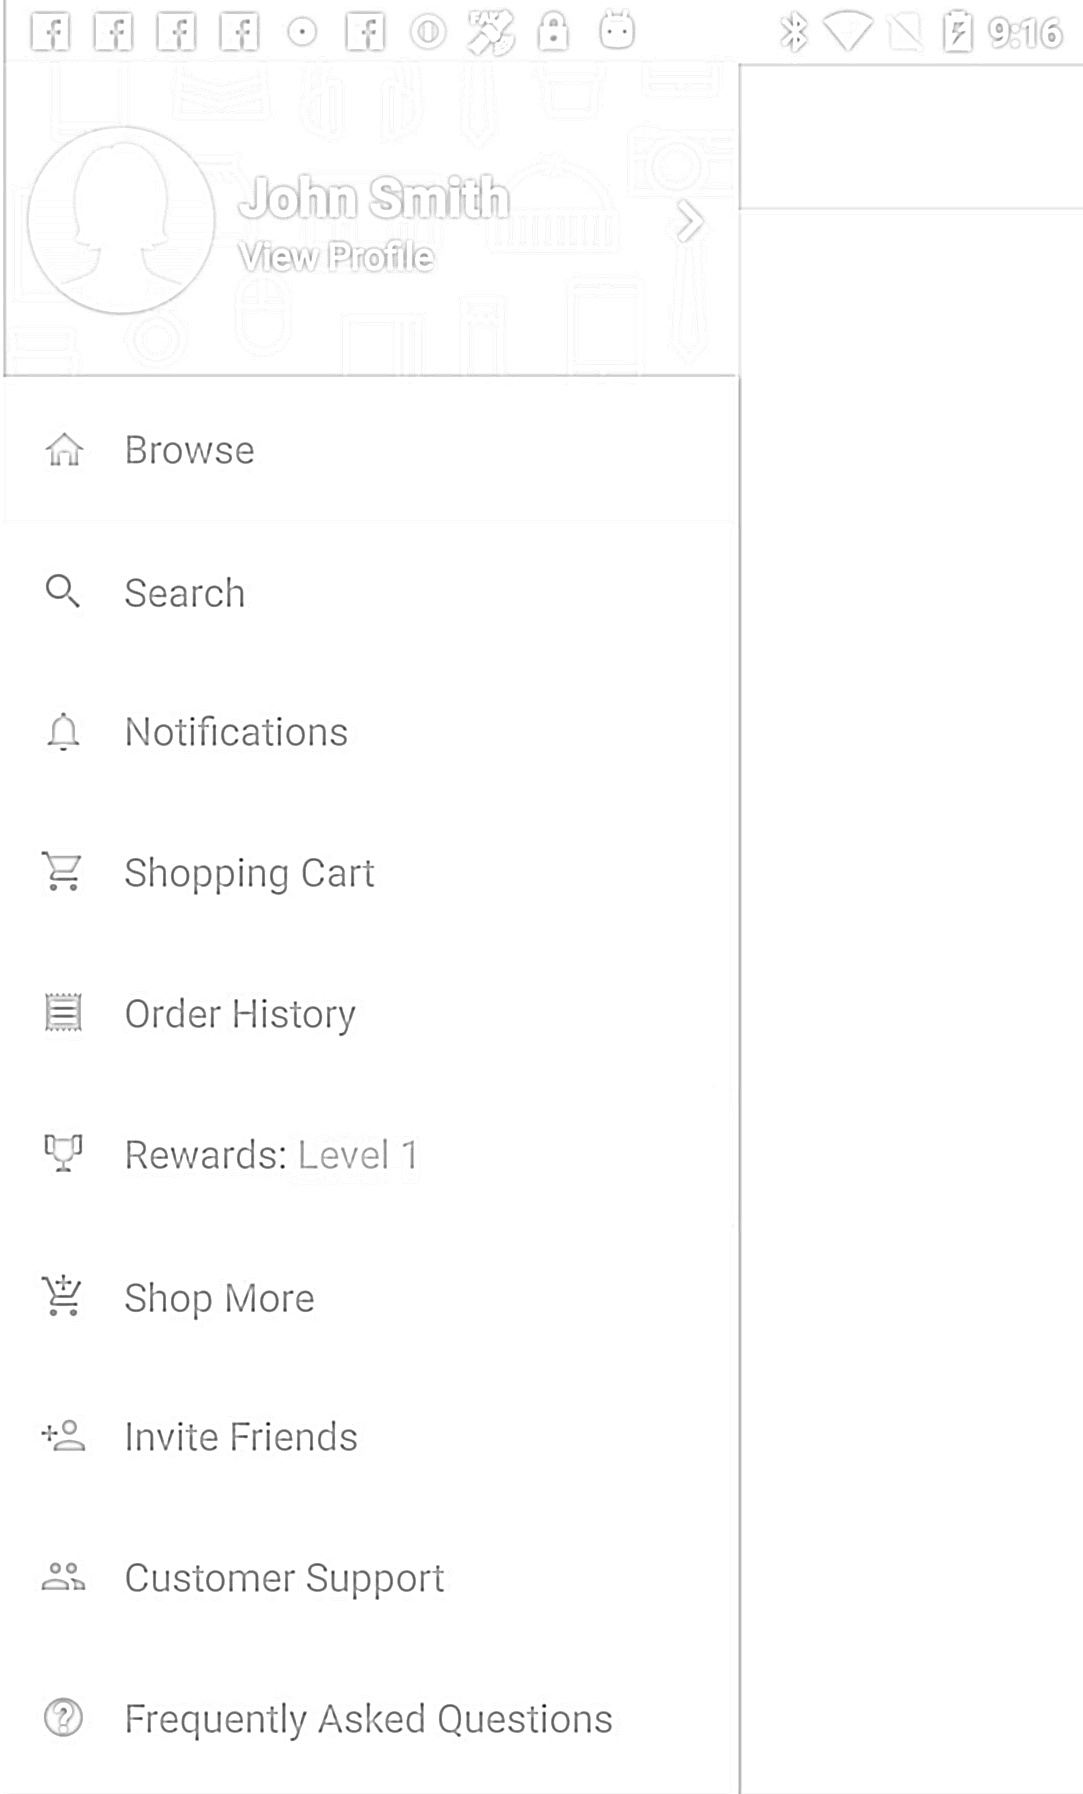 9:16
John Smith
View Profile
Browse
Search
Notifications
Shopping Cart
Order History
Rewards: Level 1
Shop More
Invite Friends
Customer Support
Frequently Asked Questions